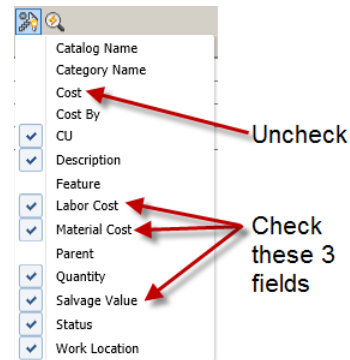 Catalog Name
Category Name
Cost
Cost By
CU
Description
Feature
Labor Cost
Material Cost
Parent
Quantity
Salvage Value
Status
Work Location
Uncheck
Check
these 3
fields